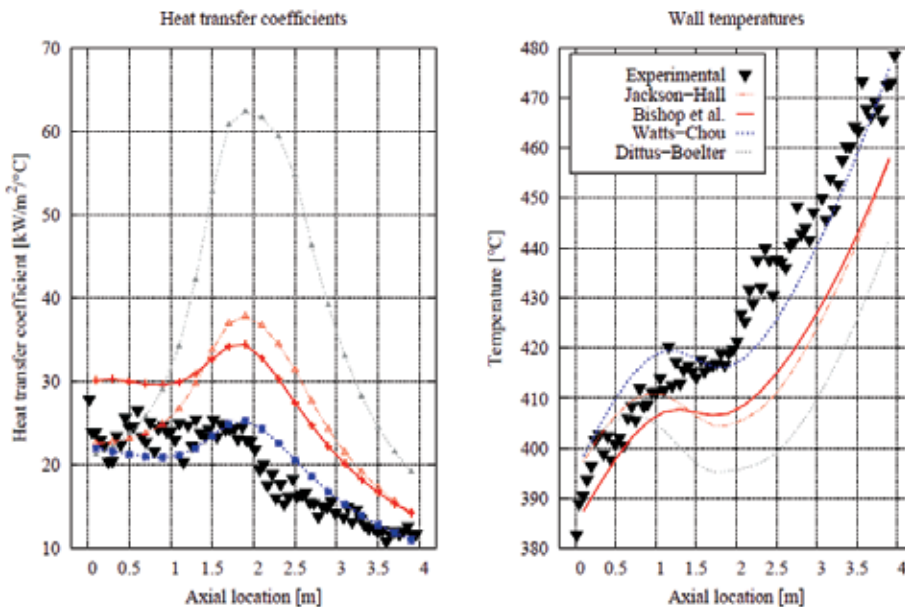 Heat transfer coefficients
Heat transfer coefficient [kW/m²/°C]
70
60
50
40
30
20
10
0 0.5 1 1.5 2 2.5 3 3.5 4
Axial location [m]
Wall temperatures
Temperature [°C]
480
470
460
450
440
430
420
410
400
390
380
Experimental
Jackson−Hall
Bishop et al.
Watts−Chou
Dittus−Boelter
0 0.5 1 1.5 2 2.5 3 3.5 4
Axial location [m]